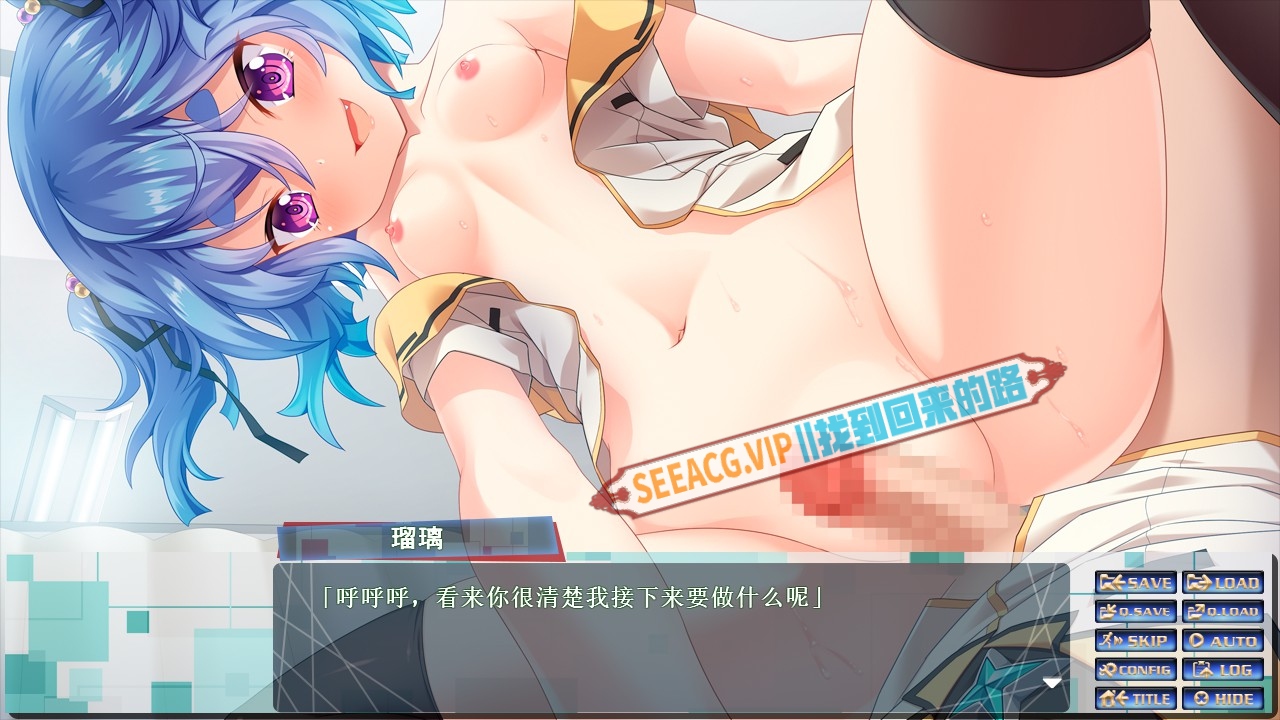 SEEACG.VIP||找到回来的路
瑠璃
「呼呼呼，看来你很清楚我接下来要做什么呢」
SAVE
LOAD
Q.SAVE
Q.LOAD
SKIP
AUTO
CONFIG
LOG
TITLE
HIDE